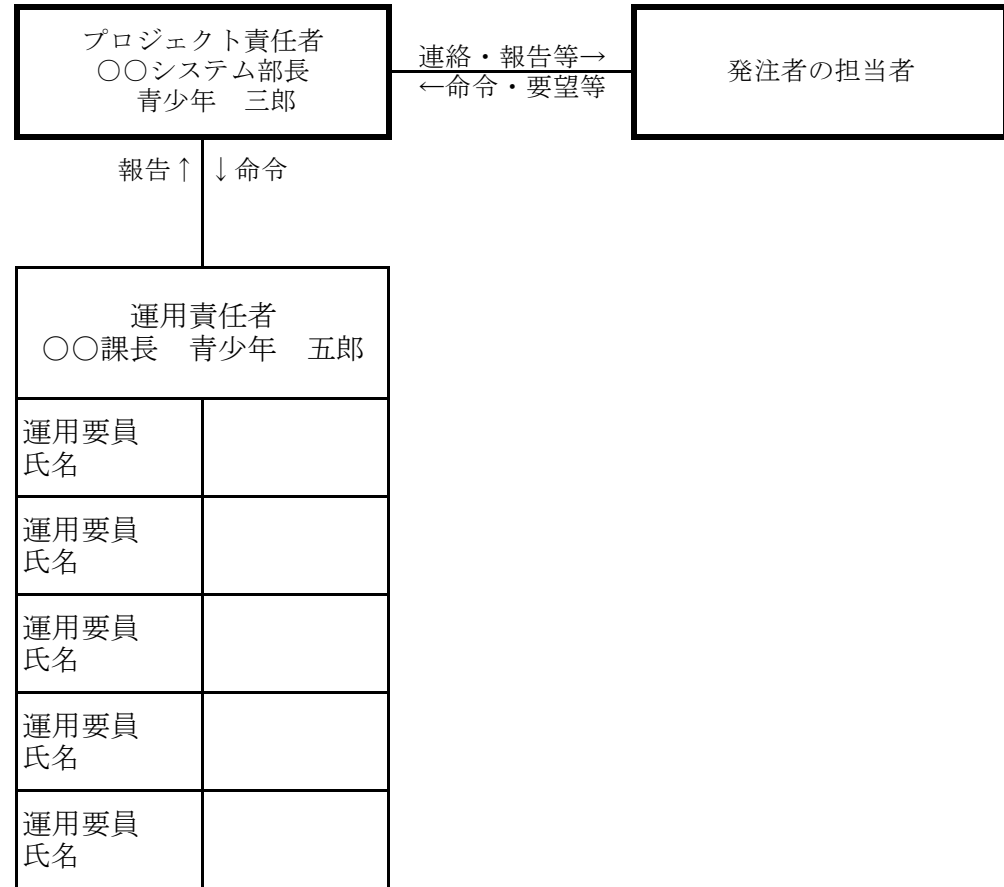 プロジェクト責任者
○○システム部長
青少年　三郎
連絡・報告等→
←命令・要望等
発注者の担当者
報告↑
↓命令
運用責任者
○○課長　青少年　五郎
運用要員
氏名
運用要員
氏名
運用要員
氏名
運用要員
氏名
運用要員
氏名